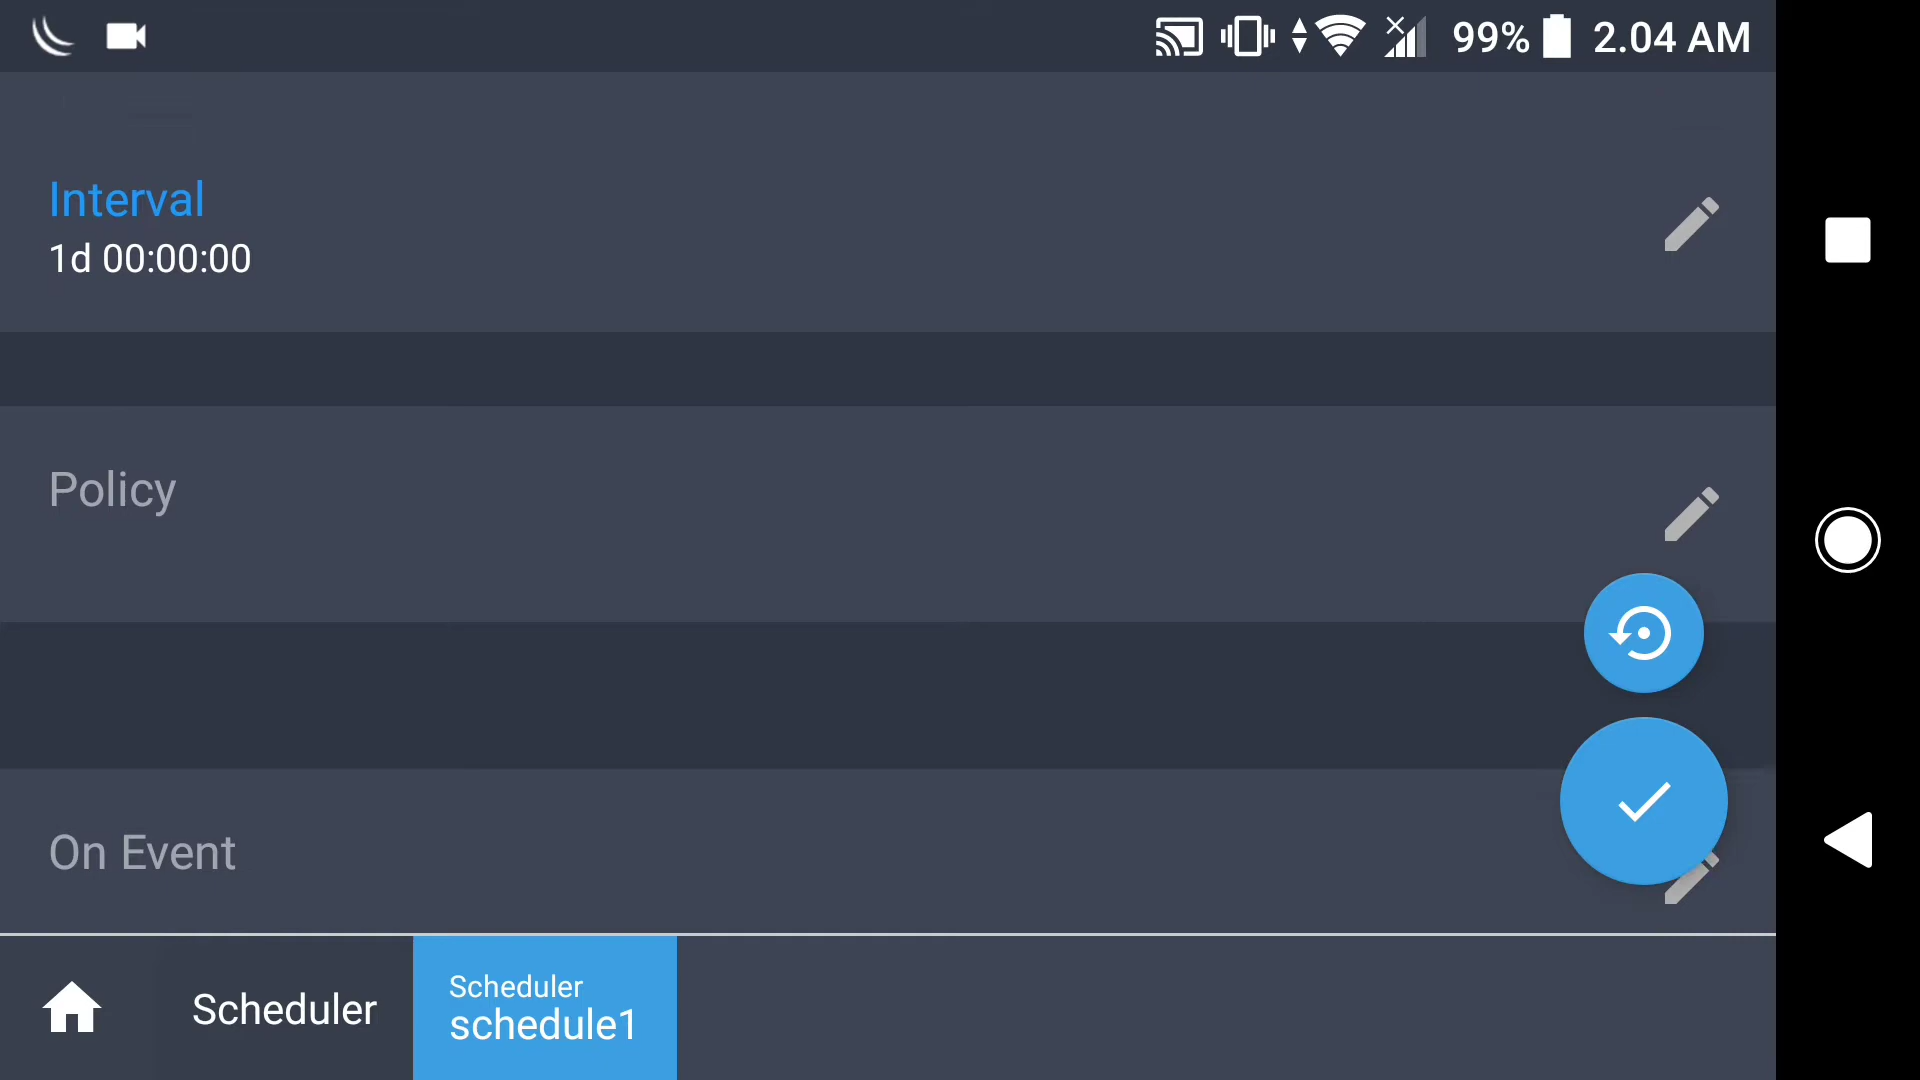 99% 2.04 AM
Interval
1d 00:00:00
Policy
On Event
Scheduler
Scheduler
schedule1